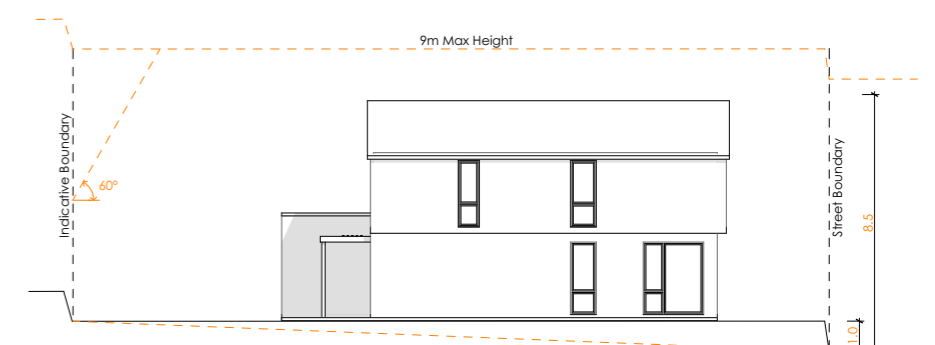 9m Max Height
Indicative Boundary
60°
Street Boundary
8.5
1.0